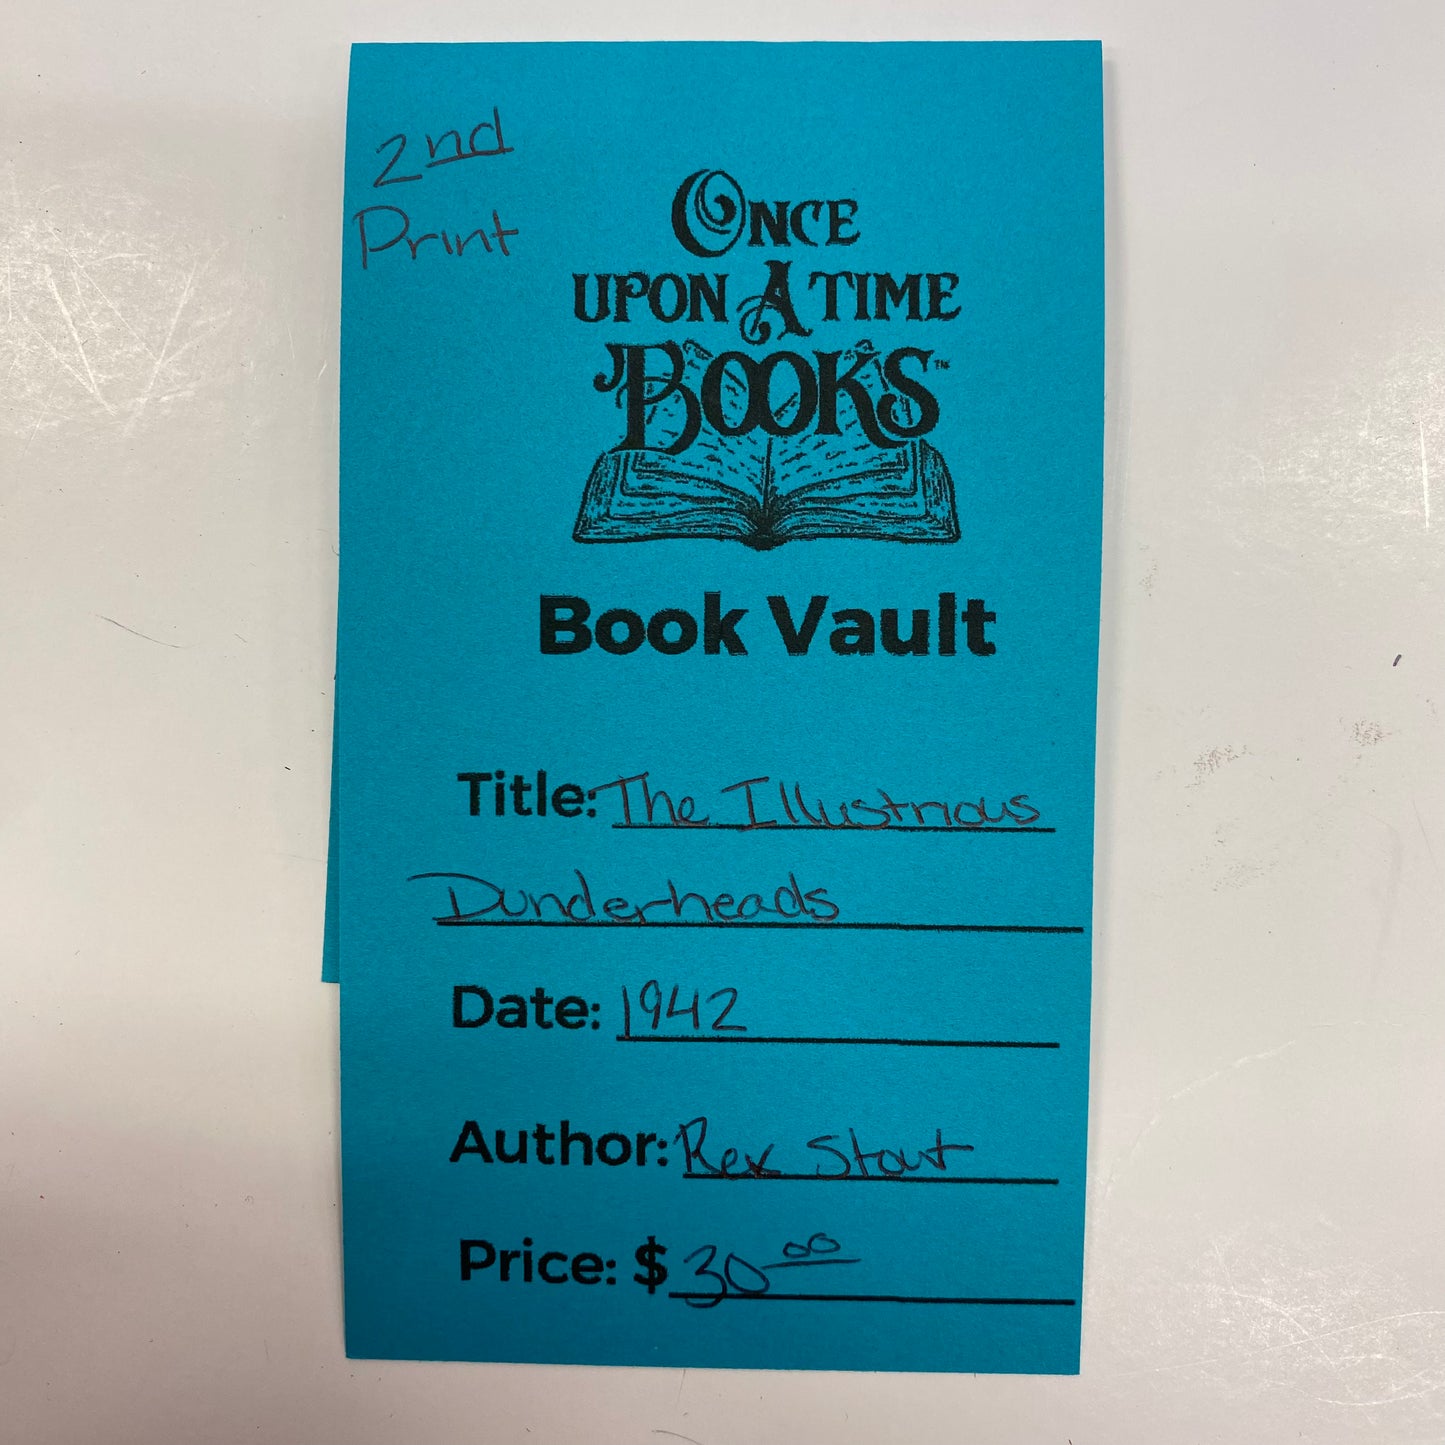 2nd
Print
ONCE
UPON A TIME
BOOKS™
Book Vault
Title: The Illustrious
Dunderheads
Date: 1942
Author: Rex Stout
Price: $ 30 00